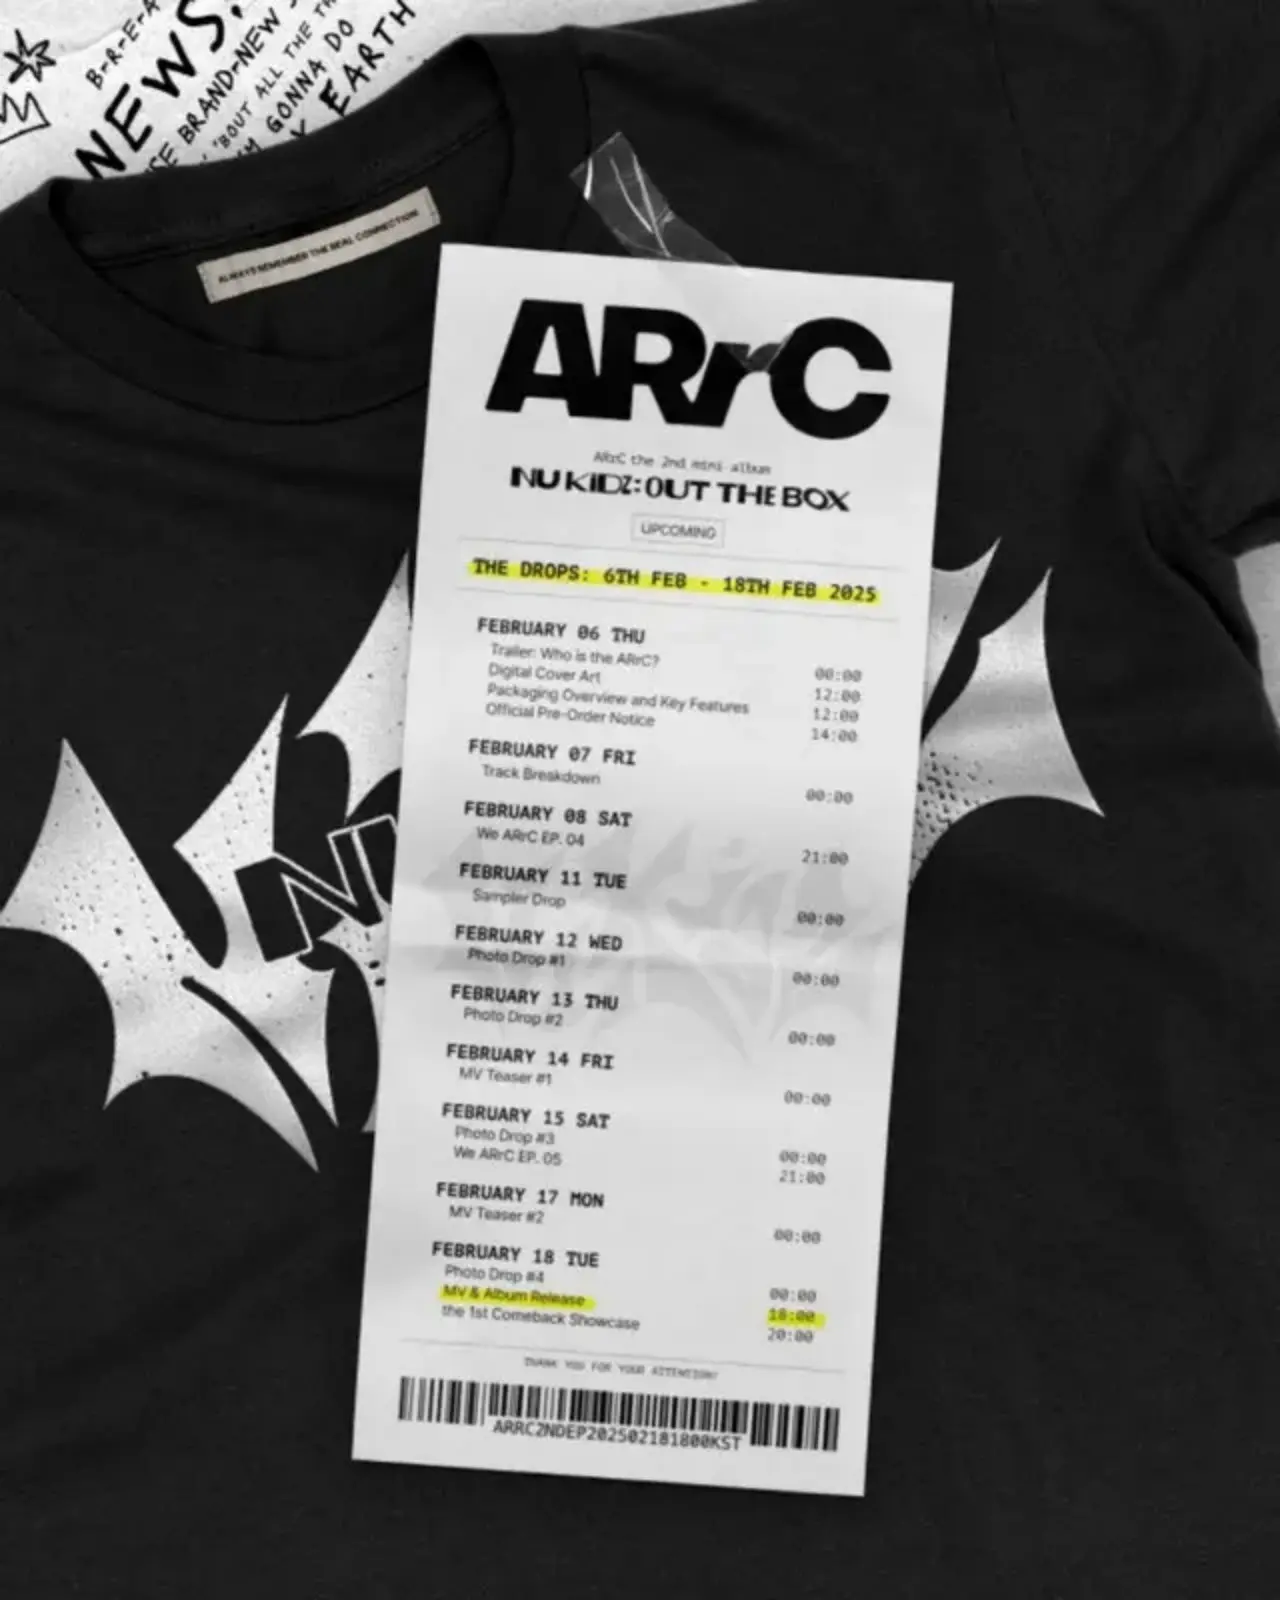 B-R-E-A
NEWS,
SE BRAND-NEW
'BOUT ALL THE
GONNA DO
EARTH
ALWAYS REMEMBER THE REAL CONNECTION
ARrC
ARrC the 2nd mini album
NU KIDZ: OUT THE BOX
UPCOMING
THE DROPS: 6TH FEB - 18TH FEB 2025
FEBRUARY 06 THU
Trailer: Who is the ARrC? 00:00
Digital Cover Art 12:00
Packaging Overview and Key Features 12:00
Official Pre-Order Notice 14:00
FEBRUARY 07 FRI
Track Breakdown 00:00
FEBRUARY 08 SAT
We ARrC EP. 04 21:00
FEBRUARY 11 TUE
Sampler Drop 00:00
FEBRUARY 12 WED
Photo Drop #1 00:00
FEBRUARY 13 THU
Photo Drop #2 00:00
FEBRUARY 14 FRI
MV Teaser #1 00:00
FEBRUARY 15 SAT
Photo Drop #3 00:00
We ARrC EP. 05 21:00
FEBRUARY 17 MON
MV Teaser #2 00:00
FEBRUARY 18 TUE
Photo Drop #4 00:00
MV & Album Release 18:00
the 1st Comeback Showcase 20:00
THANK YOU FOR YOUR ATTENTION!
ARRC2NDEP202502181800KST
N